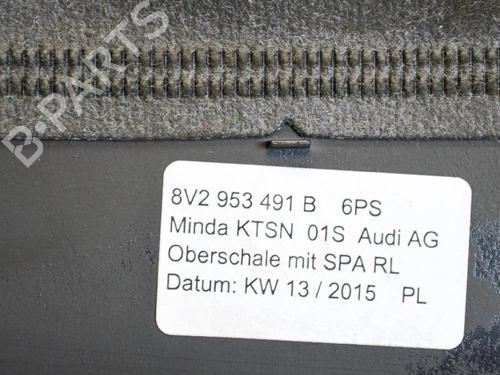 B-PARTS
8V2 953 491 B 6PS
Minda KTSN 01S Audi AG
Oberschale mit SPA RL
Datum: KW 13 / 2015 PL